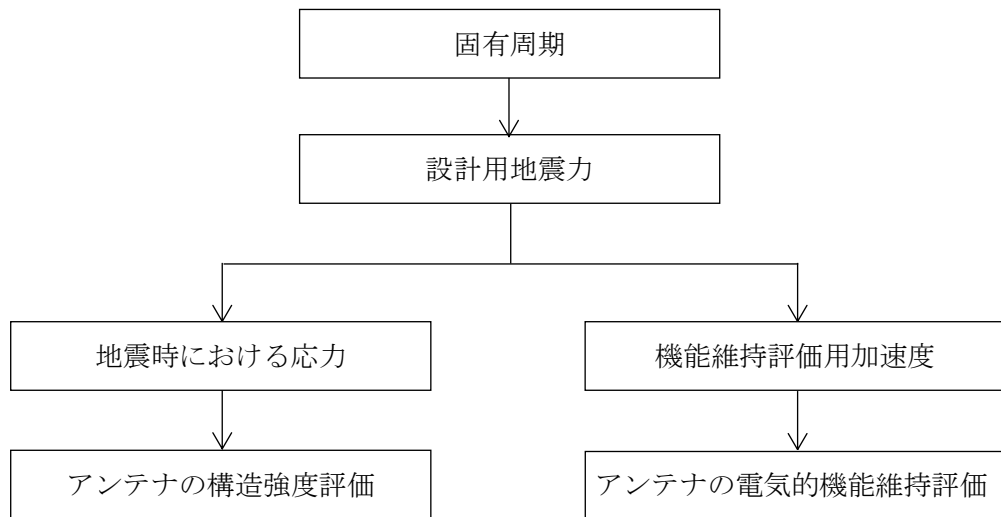 固有周期
設計用地震力
地震時における応力
機能維持評価用加速度
アンテナの構造強度評価
アンテナの電気的機能維持評価